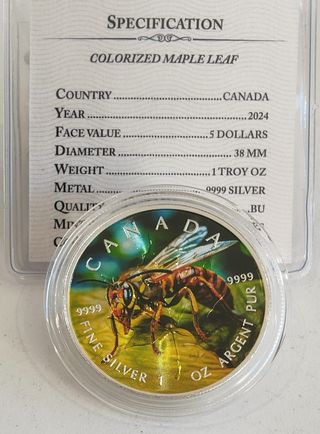 SPECIFICATION
COLORIZED MAPLE LEAF
COUNTRY..........CANADA
YEAR..........2024
FACE VALUE..........5 DOLLARS
DIAMETER..........38 MM
WEIGHT..........1 TROY OZ
METAL..........9999 SILVER
BU
CANADA
9999
9999
FINE SILVER 1 OZ ARGENT PUR